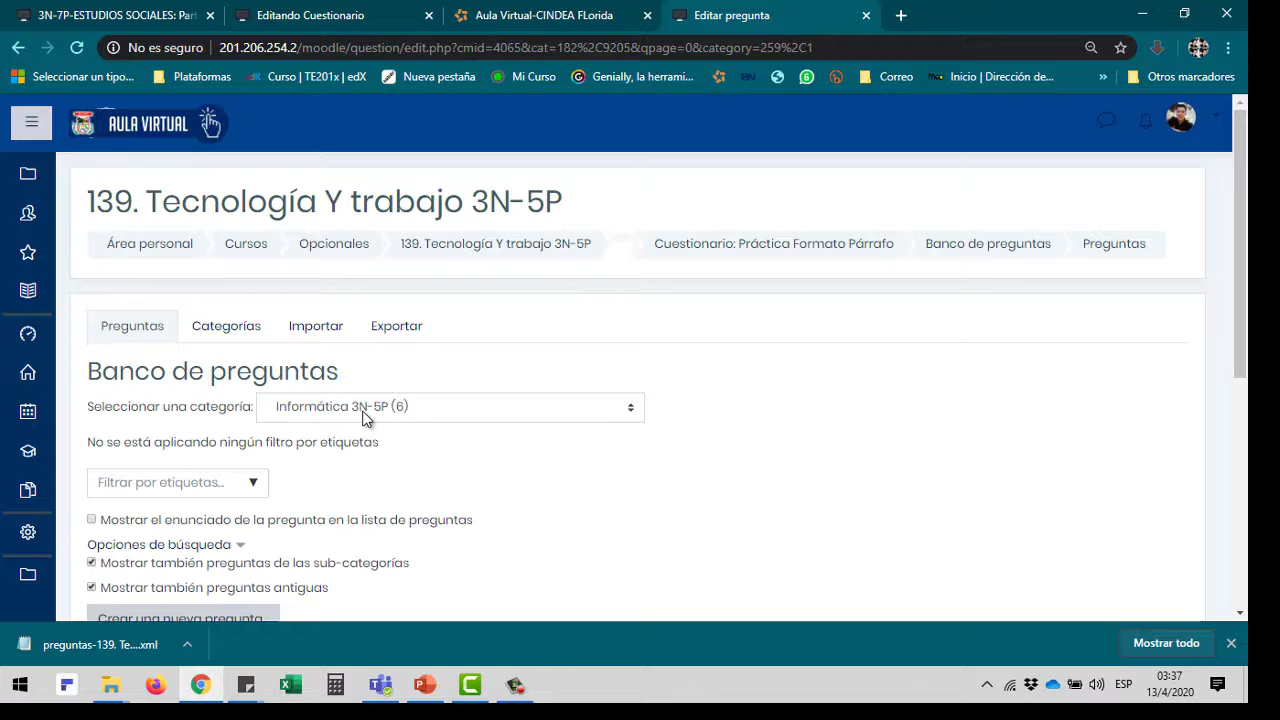 3N-7P-ESTUDIOS SOCIALES: Part
Editando Cuestionario
Aula Virtual-CINDEA FLorida
Editar pregunta
No es seguro
201.206.254.2/moodle/question/edit.php?cmid=4065&cat=182%2C9205&qpage=0&category=259%2C1
Seleccionar un tipo...
Plataformas
Curso | TE201x | edX
Nueva pestaña
Mi Curso
Genially, la herrami...
Correo
Inicio | Dirección de...
Otros marcadores
AULA VIRTUAL
139. Tecnología Y trabajo 3N-5P
Área personal
Cursos
Opcionales
139. Tecnología Y trabajo 3N-5P
Cuestionario: Práctica Formato Párrafo
Banco de preguntas
Preguntas
Preguntas
Categorías
Importar
Exportar
Banco de preguntas
Seleccionar una categoría:
Informática 3N-5P (6)
No se está aplicando ningún filtro por etiquetas
Filtrar por etiquetas...
Mostrar el enunciado de la pregunta en la lista de preguntas
Opciones de búsqueda
Mostrar también preguntas de las sub-categorías
Mostrar también preguntas antiguas
Crear una nueva pregunta...
preguntas-139. Te....xml
Mostrar todo
ESP
03:37
13/4/2020